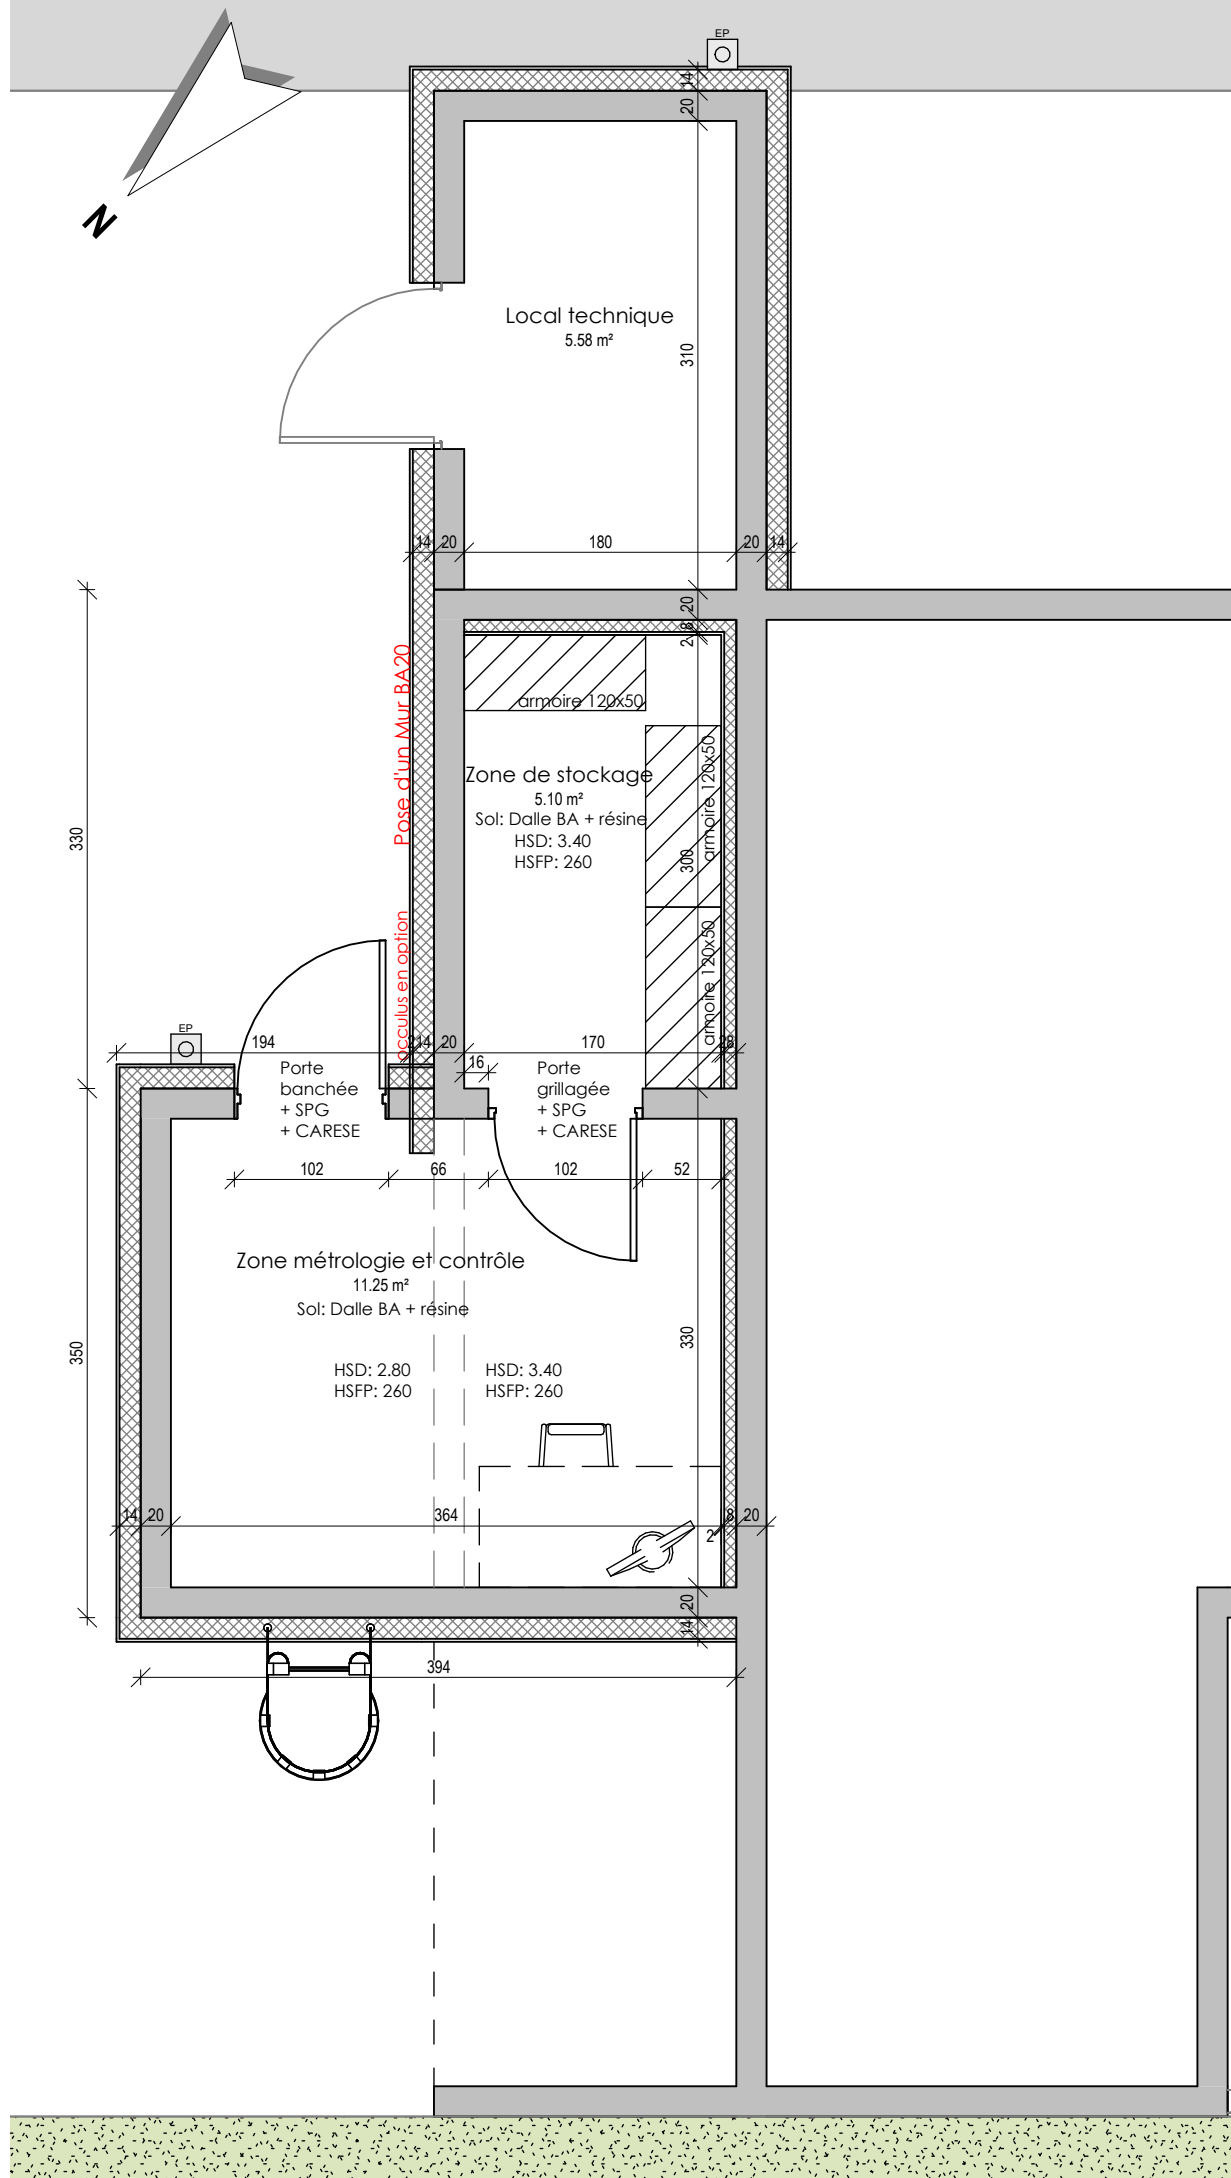 EP
14
20
N
Local technique
5.58 m²
310
14
20
180
20
14
20
8
2
Pose d'un Mur BA20
armoire 120x50
armoire 120x50
Zone de stockage
5.10 m²
Sol: Dalle BA + résine
HSD: 3.40
HSFP: 260
330
300
occulus en option
armoire 120x50
EP
194
2
14
20
170
2
8
16
Porte
banchée
+ SPG
+ CARESE
Porte
grillagée
+ SPG
+ CARESE
102
66
102
52
Zone métrologie et contrôle
11.25 m²
Sol: Dalle BA + résine
350
330
HSD: 2.80
HSFP: 260
HSD: 3.40
HSFP: 260
14
20
364
2
8
20
20
14
394